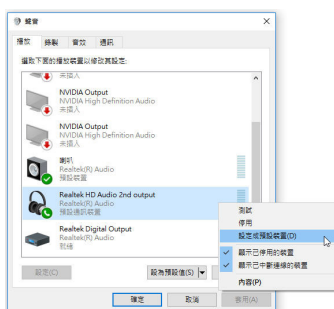 聲音
播放 錄製 音效 通訊
選取下面的播放裝置以修改其設定:
未插入
NVIDIA Output
NVIDIA High Definition Audio
未插入
NVIDIA Output
NVIDIA High Definition Audio
未插入
喇叭
Realtek(R) Audio
預設裝置
Realtek HD Audio 2nd output
Realtek(R) Audio
預設通訊裝置
Realtek Digital Output
Realtek(R) Audio
就緒
測試
停用
設定成預設裝置(D)
顯示已停用的裝置
顯示已中斷連線的裝置
內容(P)
設定(C) 設為預設值(S)
確定 取消 套用(A)